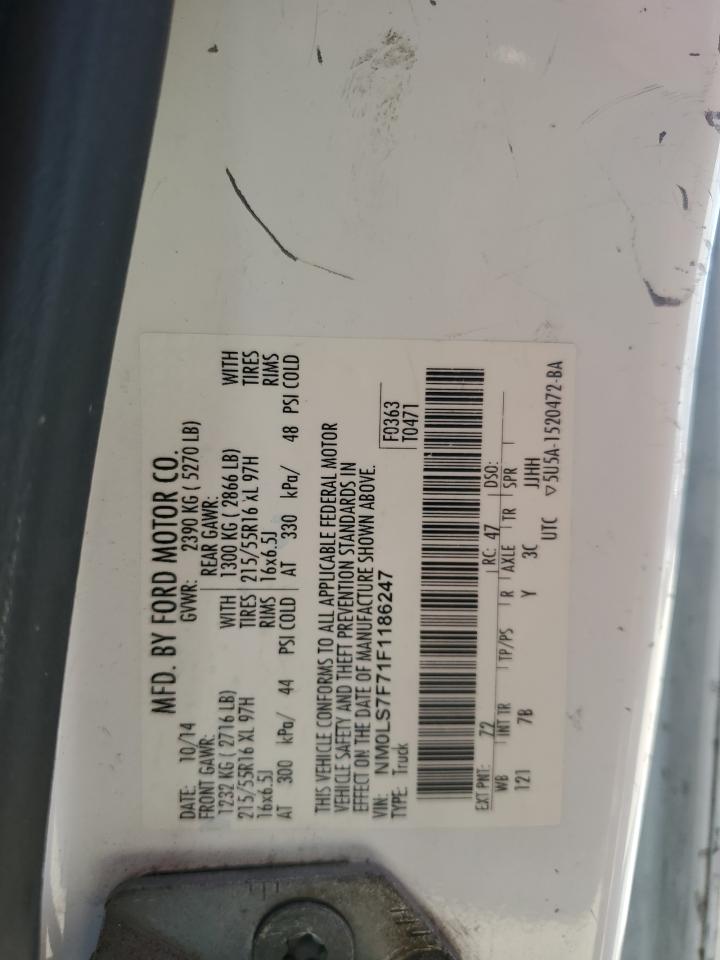 MFD. BY FORD MOTOR CO.
DATE: 10/14 GVWR: 2390 KG ( 5270 LB)
FRONT GAWR: REAR GAWR:
1232 KG ( 2716 LB) WITH 1300 KG ( 2866 LB) WITH
215/55R16 XL 97H TIRES 215/55R16 XL 97H TIRES
16x6.5J RIMS 16x6.5J RIMS
AT 300 kPa/ 44 PSI COLD AT 330 kPa/ 48 PSI COLD
THIS VEHICLE CONFORMS TO ALL APPLICABLE FEDERAL MOTOR
VEHICLE SAFETY AND THEFT PREVENTION STANDARDS IN
EFFECT ON THE DATE OF MANUFACTURE SHOWN ABOVE.
VIN: NM0LS7F71F1186247
TYPE: Truck
F0363
T0471
EXT PNT: 7Z RC: 47 DSO:
WB INT TR TP/PS R AXLE TR SPR
121 7B Y 3C JJHH
UTC ▽5U5A-1520472-BA